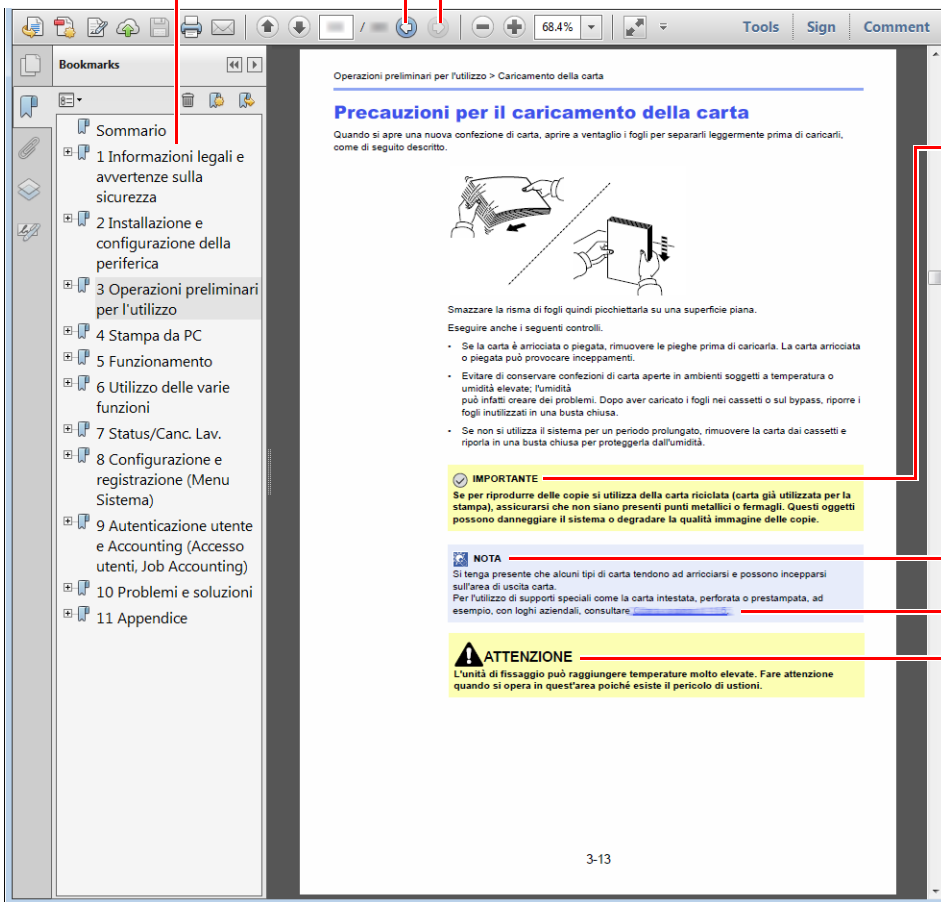 68.4%
Tools
Sign
Comment
Bookmarks
Sommario
1 Informazioni legali e
avvertenze sulla
sicurezza
2 Installazione e
configurazione della
periferica
3 Operazioni preliminari
per l'utilizzo
4 Stampa da PC
5 Funzionamento
6 Utilizzo delle varie
funzioni
7 Status/Canc. Lav.
8 Configurazione e
registrazione (Menu
Sistema)
9 Autenticazione utente
e Accounting (Accesso
utenti, Job Accounting)
10 Problemi e soluzioni
11 Appendice
Operazioni preliminari per l'utilizzo > Caricamento della carta
Precauzioni per il caricamento della carta
Quando si apre una nuova confezione di carta, aprire a ventaglio i fogli per separarli leggermente prima di caricarli,
come di seguito descritto.
Smazzare la risma di fogli quindi picchiettarla su una superficie piana.
Eseguire anche i seguenti controlli.
• Se la carta è arricciata o piegata, rimuovere le pieghe prima di caricarla. La carta arricciata
o piegata può provocare inceppamenti.
• Evitare di conservare confezioni di carta aperte in ambienti soggetti a temperatura o
umidità elevate; l'umidità
può infatti creare dei problemi. Dopo aver caricato i fogli nei cassetti o sul bypass, riporre i
fogli inutilizzati in una busta chiusa.
• Se non si utilizza il sistema per un periodo prolungato, rimuovere la carta dai cassetti e
riporla in una busta chiusa per proteggerla dall'umidità.
IMPORTANTE
Se per riprodurre delle copie si utilizza della carta riciclata (carta già utilizzata per la
stampa), assicurarsi che non siano presenti punti metallici o fermagli. Questi oggetti
possono danneggiare il sistema o degradare la qualità immagine delle copie.
NOTA
Si tenga presente che alcuni tipi di carta tendono ad arricciarsi e possono incepparsi
sull'area di uscita carta.
Per l'utilizzo di supporti speciali come la carta intestata, perforata o prestampata, ad
esempio, con loghi aziendali, consultare
ATTENZIONE
L'unità di fissaggio può raggiungere temperature molto elevate. Fare attenzione
quando si opera in quest'area poiché esiste il pericolo di ustioni.
3-13